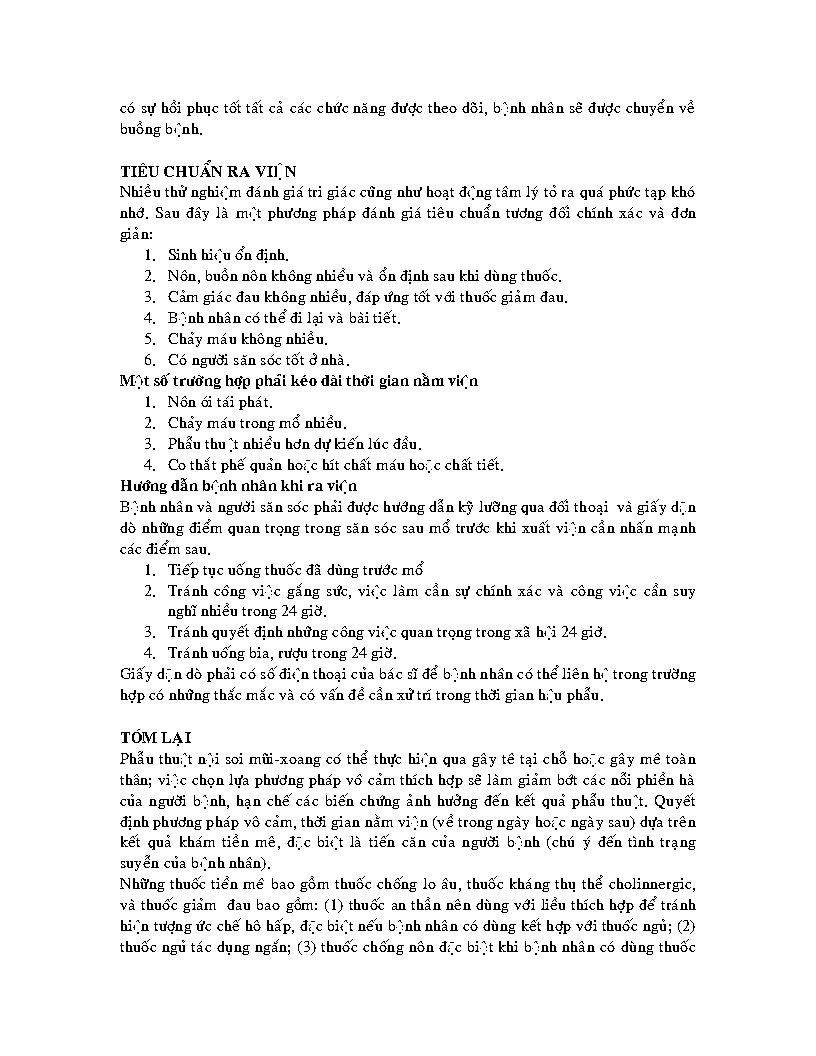 có sự hồi phục tốt tất cả các chức năng được theo dõi, bệnh nhân sẽ được chuyển về
buồng bệnh.
TIÊU CHUẨN RA VIỆN
Nhiều thử nghiệm đánh giá tri giác cũng như hoạt động tâm lý tỏ ra quá phức tạp khó
nhớ. Sau đây là một phương pháp đánh giá tiêu chuẩn tương đối chính xác và đơn
giản:
1. Sinh hiệu ổn định.
2. Nôn, buồn nôn không nhiều và ổn định sau khi dùng thuốc.
3. Cảm giác đau không nhiều, đáp ứng tốt với thuốc giảm đau.
4. Bệnh nhân có thể đi lại và bài tiết.
5. Chảy máu không nhiều.
6. Có người săn sóc tốt ở nhà.
Một số trường hợp phải kéo dài thời gian nằm viện
1. Nôn ói tái phát.
2. Chảy máu trong mổ nhiều.
3. Phẫu thuật nhiều hơn dự kiến lúc đầu.
4. Co thắt phế quản hoặc hít chất máu hoặc chất tiết.
Hướng dẫn bệnh nhân khi ra viện
Bệnh nhân và người săn sóc phải được hướng dẫn kỹ lưỡng qua đối thoại  và giấy dặn
dò những điểm quan trọng trong săn sóc sau mổ trước khi xuất viện cần nhấn mạnh
các điểm sau.
1. Tiếp tục uống thuốc đã dùng trước mổ
2. Tránh công việc gắng sức, việc làm cần sự chính xác và công việc cần suy
nghĩ nhiều trong 24 giờ.
3. Tránh quyết định những công việc quan trọng trong xã hội 24 giờ.
4. Tránh uống bia, rượu trong 24 giờ.
Giấy dặn dò phải có số điện thoại của bác sĩ để bệnh nhân có thể liên hệ trong trường
hợp có những thắc mắc và có vấn đề cần xử trí trong thời gian hậu phẫu.
TÓM LẠI
Phẫu thuật nội soi mũi-xoang có thể thực hiện qua gây tê tại chỗ hoặc gây mê toàn
thân; việc chọn lựa phương pháp vô cảm thích hợp sẽ làm giảm bớt các nỗi phiền hà
của người bệnh, hạn chế các biến chứng ảnh hưởng đến kết quả phẫu thuật. Quyết
định phương pháp vô cảm, thời gian nằm viện (về trong ngày hoặc ngày sau) dựa trên
kết quả khám tiền mê, đặc biệt là tiền căn của người bệnh (chú ý đến tình trạng
suyễn của bệnh nhân).
Những thuốc tiền mê bao gồm thuốc chống lo âu, thuốc kháng thụ thể cholinnergic,
và thuốc giảm  đau bao gồm: (1) thuốc an thần nên dùng với liều thích hợp để tránh
hiện tượng ức chế hô hấp, đặc biệt nếu bệnh nhân có dùng kết hợp với thuốc ngủ; (2)
thuốc ngủ tác dụng ngắn; (3) thuốc chống nôn đặc biệt khi bệnh nhân có dùng thuốc